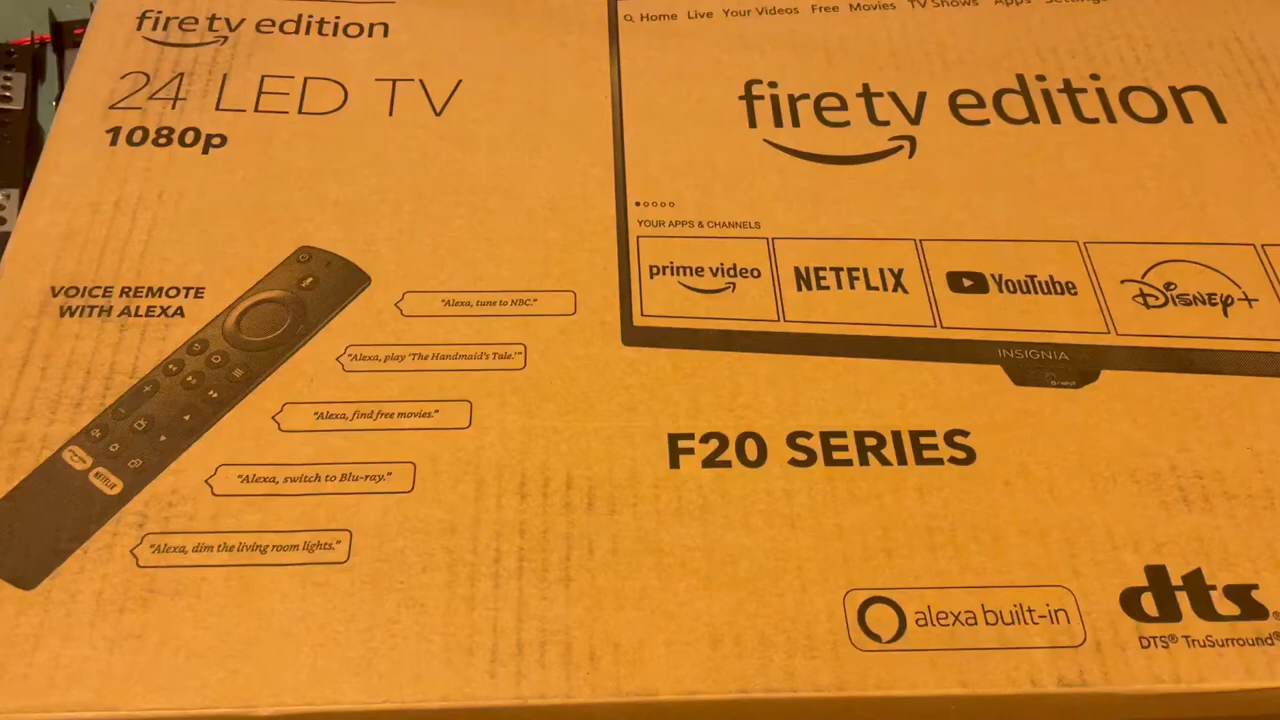 fire tv edition
24 LED TV
1080p
VOICE REMOTE
WITH ALEXA
"Alexa, tune to NBC."
"Alexa, play 'The Handmaid's Tale.'"
"Alexa, find free movies."
"Alexa, switch to Blu-ray."
"Alexa, dim the living room lights."
NETFLIX
Home Live Your Videos Free Movies TV Shows Apps Settings
fire tv edition
YOUR APPS & CHANNELS
prime video
NETFLIX
YouTube
Disney+
INSIGNIA
F20 SERIES
alexa built-in
dts
DTS® TruSurround®